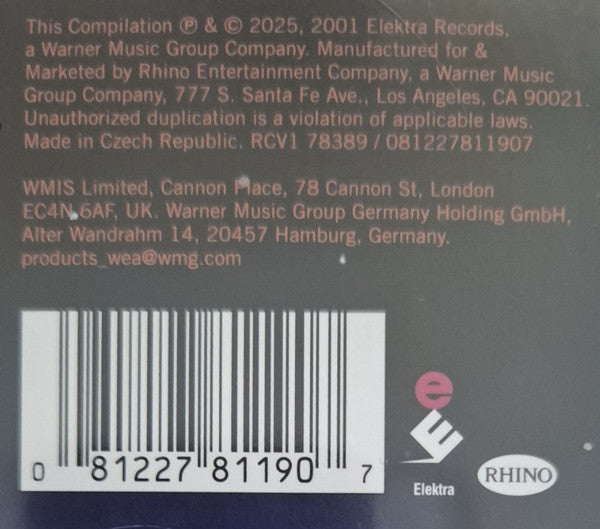 This Compilation ℗ & © 2025, 2001 Elektra Records,
a Warner Music Group Company. Manufactured for &
Marketed by Rhino Entertainment Company, a Warner Music
Group Company, 777 S. Santa Fe Ave., Los Angeles, CA 90021.
Unauthorized duplication is a violation of applicable laws.
Made in Czech Republic. RCV1 78389 / 081227811907
WMIS Limited, Cannon Place, 78 Cannon St, London
EC4N 6AF, UK. Warner Music Group Germany Holding GmbH,
Alter Wandrahm 14, 20457 Hamburg, Germany.
products_wea@wmg.com
0 81227 81190 7
e
E
Elektra
RHINO